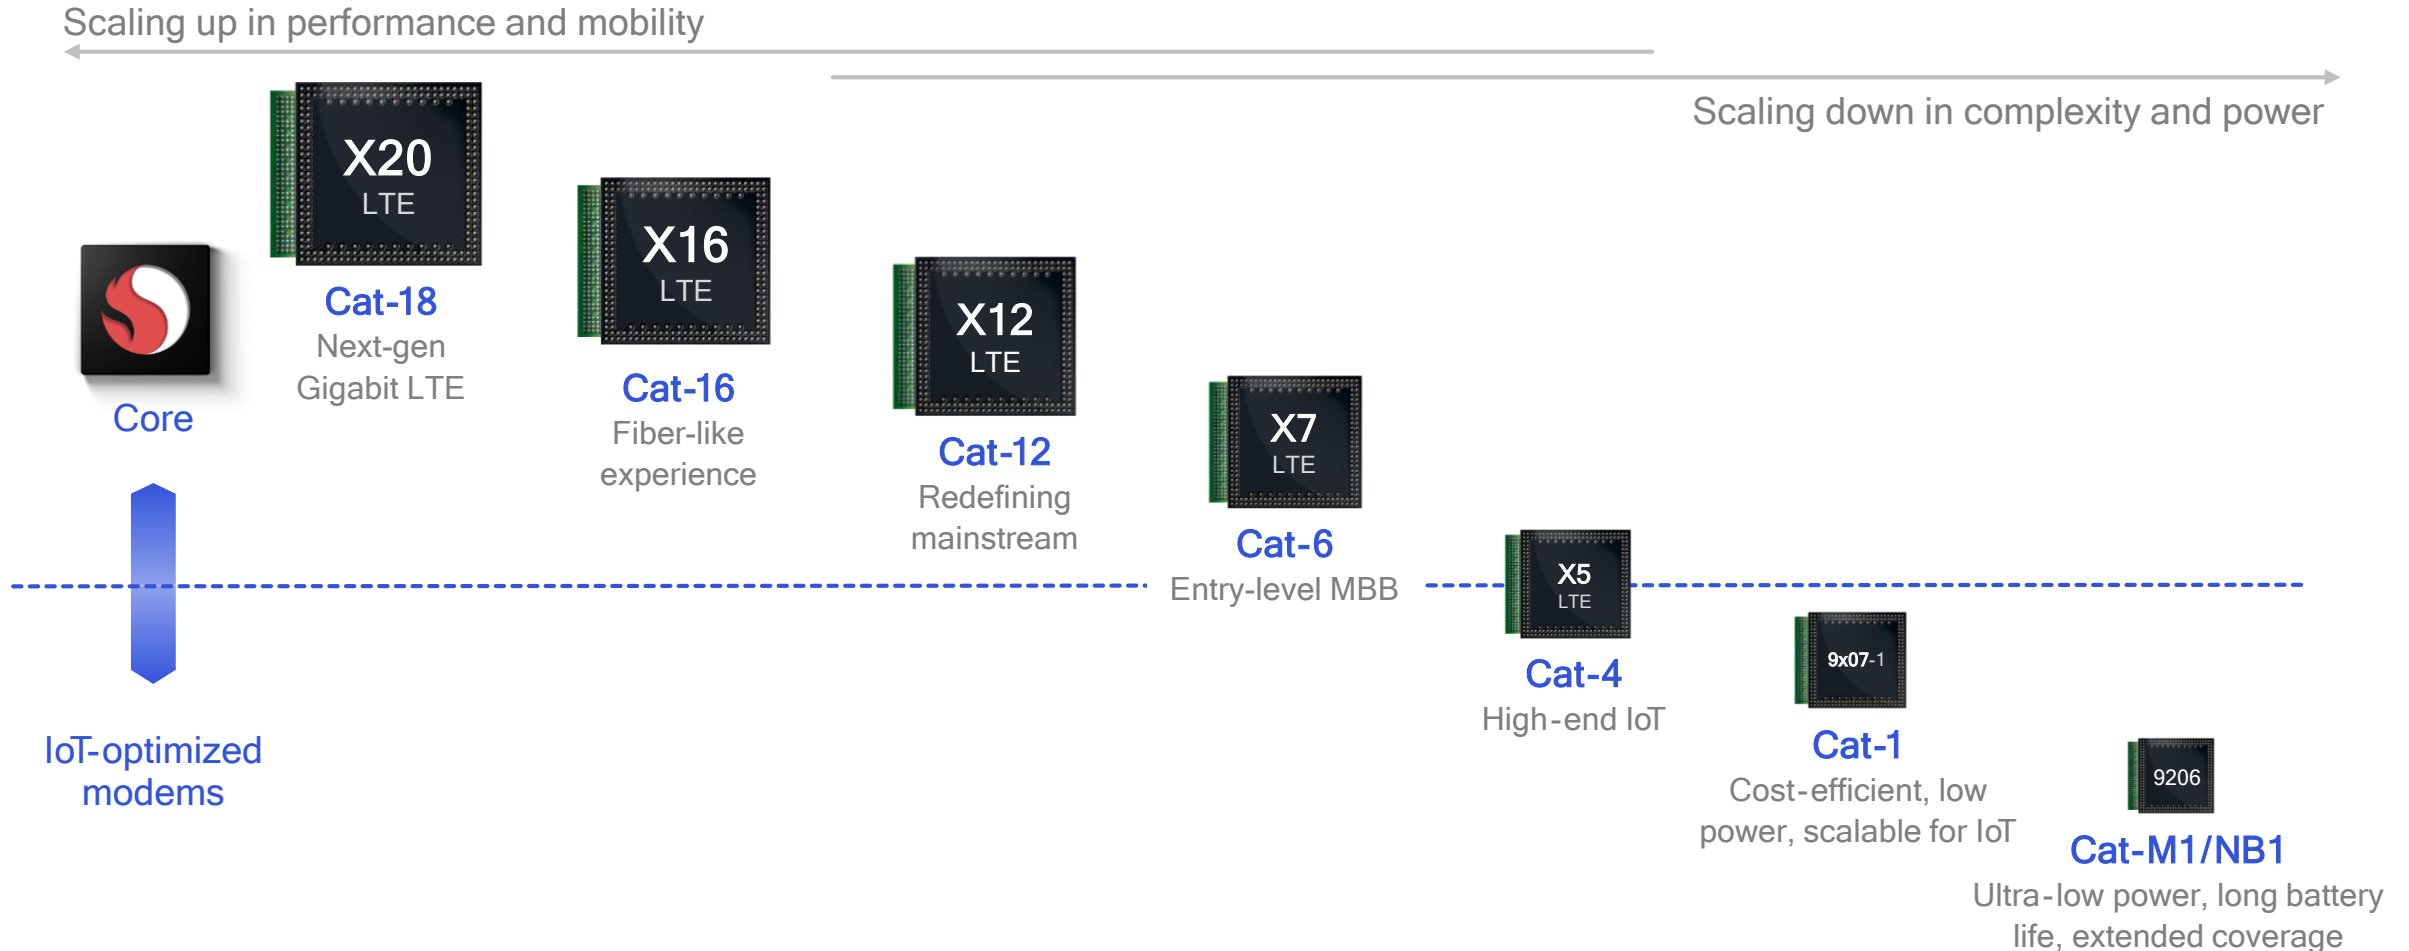 Scaling up in performance and mobility
Scaling down in complexity and power
X20
LTE
Cat-18
Next-gen
Gigabit LTE
X16
LTE
Cat-16
Fiber-like
experience
X12
LTE
Cat-12
Redefining
mainstream
X7
LTE
Cat-6
Entry-level MBB
X5
LTE
Cat-4
High-end IoT
9x07-1
Cat-1
Cost-efficient, low
power, scalable for IoT
9206
Cat-M1/NB1
Ultra-low power, long battery
life, extended coverage
Core
IoT-optimized
modems